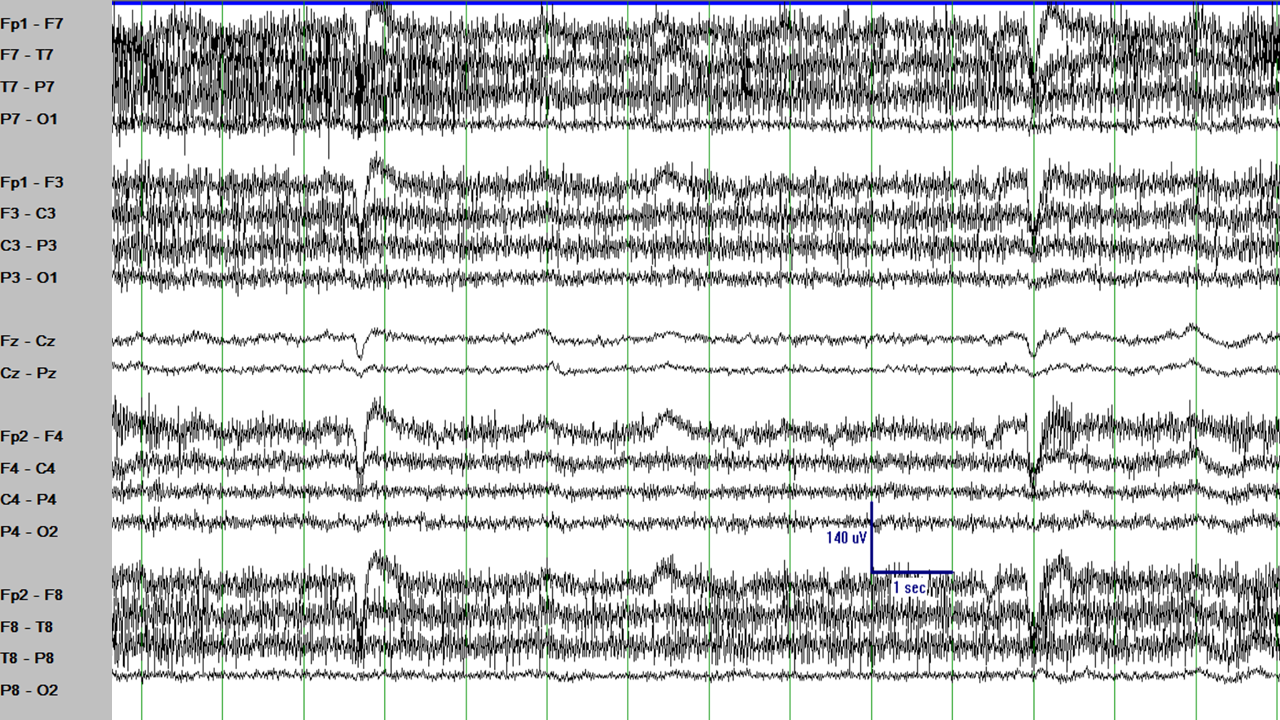 Fp1 - F7
F7 - T7
T7 - P7
P7 - O1
Fp1 - F3
F3 - C3
C3 - P3
P3 - O1
Fz - Cz
Cz - Pz
Fp2 - F4
F4 - C4
C4 - P4
P4 - O2
140 uV
1 sec
Fp2 - F8
F8 - T8
T8 - P8
P8 - O2